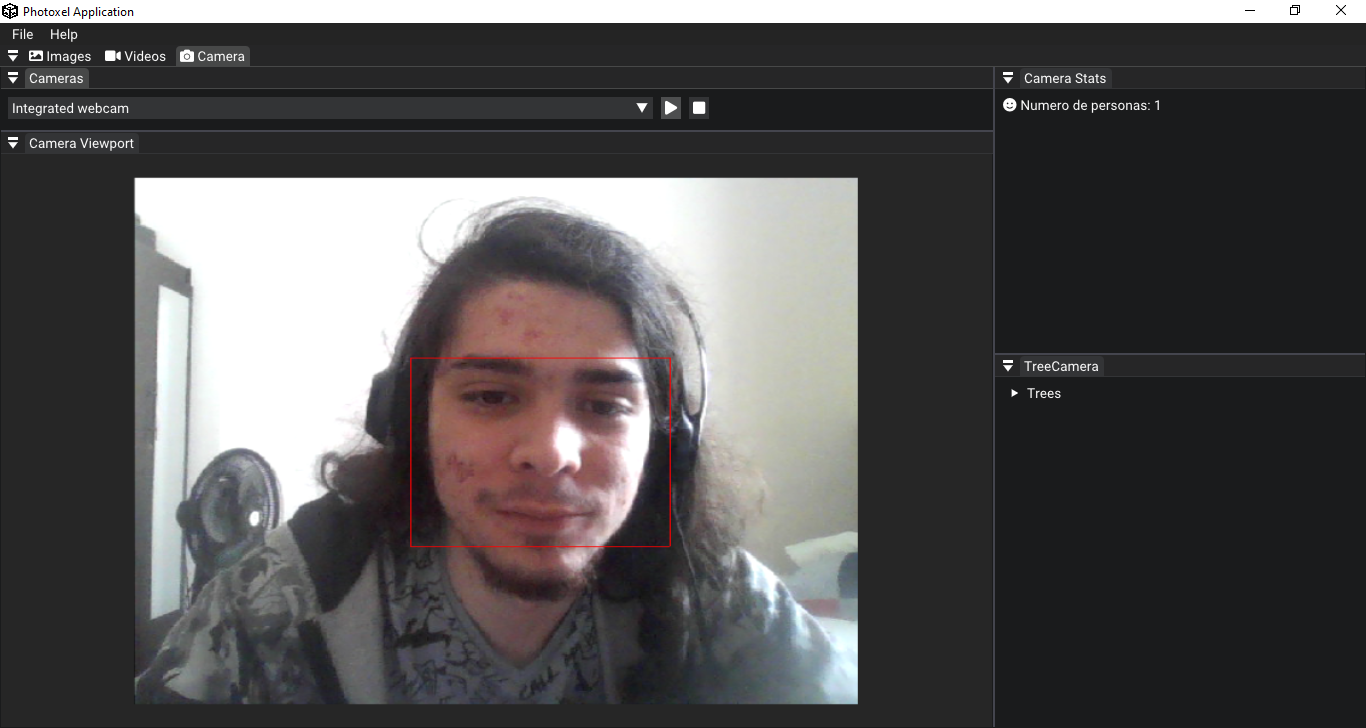 Photoxel Application
File Help
Images Videos Camera
Cameras
Integrated webcam
Camera Viewport
CALL
Camera Stats
Numero de personas: 1
TreeCamera
Trees